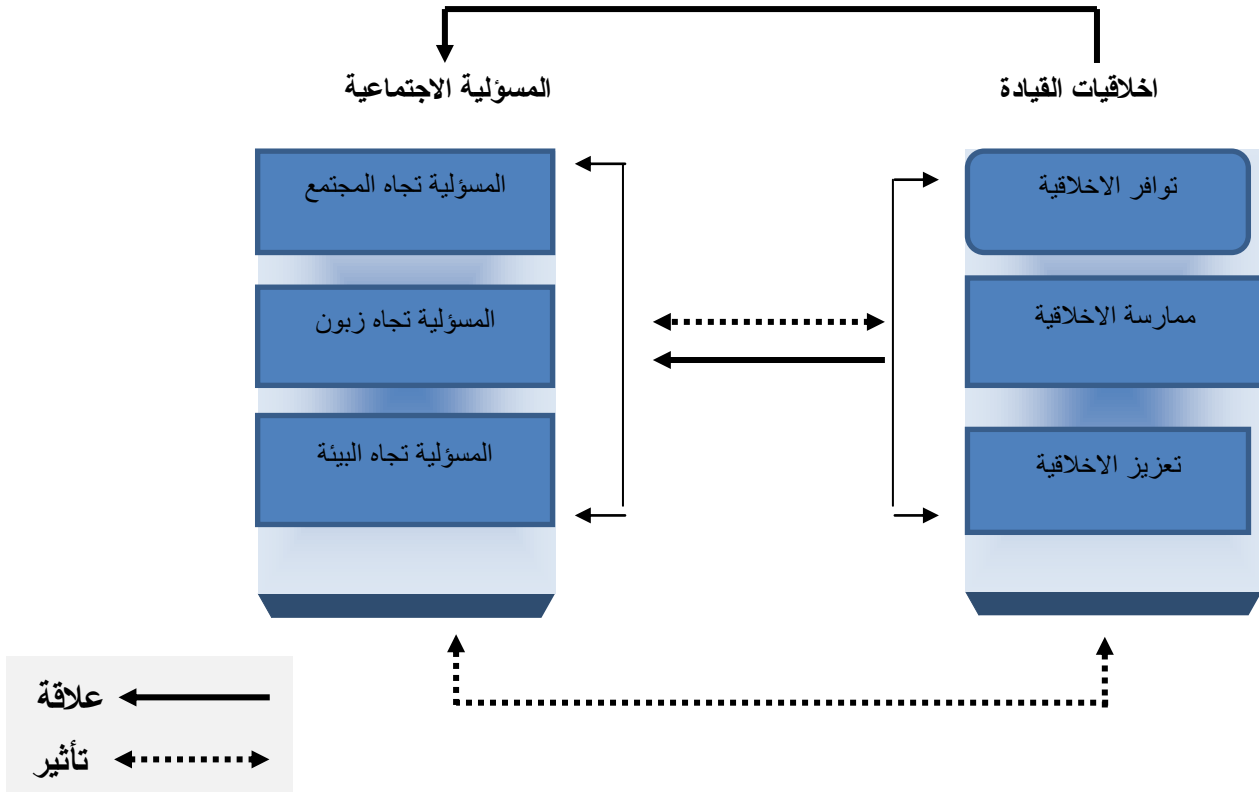 اخلاقيات القيادة
المسؤلية الاجتماعية
توافر الاخلاقية
ممارسة الاخلاقية
تعزيز الاخلاقية
المسؤلية تجاه المجتمع
المسؤلية تجاه زبون
المسؤلية تجاه البيئة
علاقة
تأثير